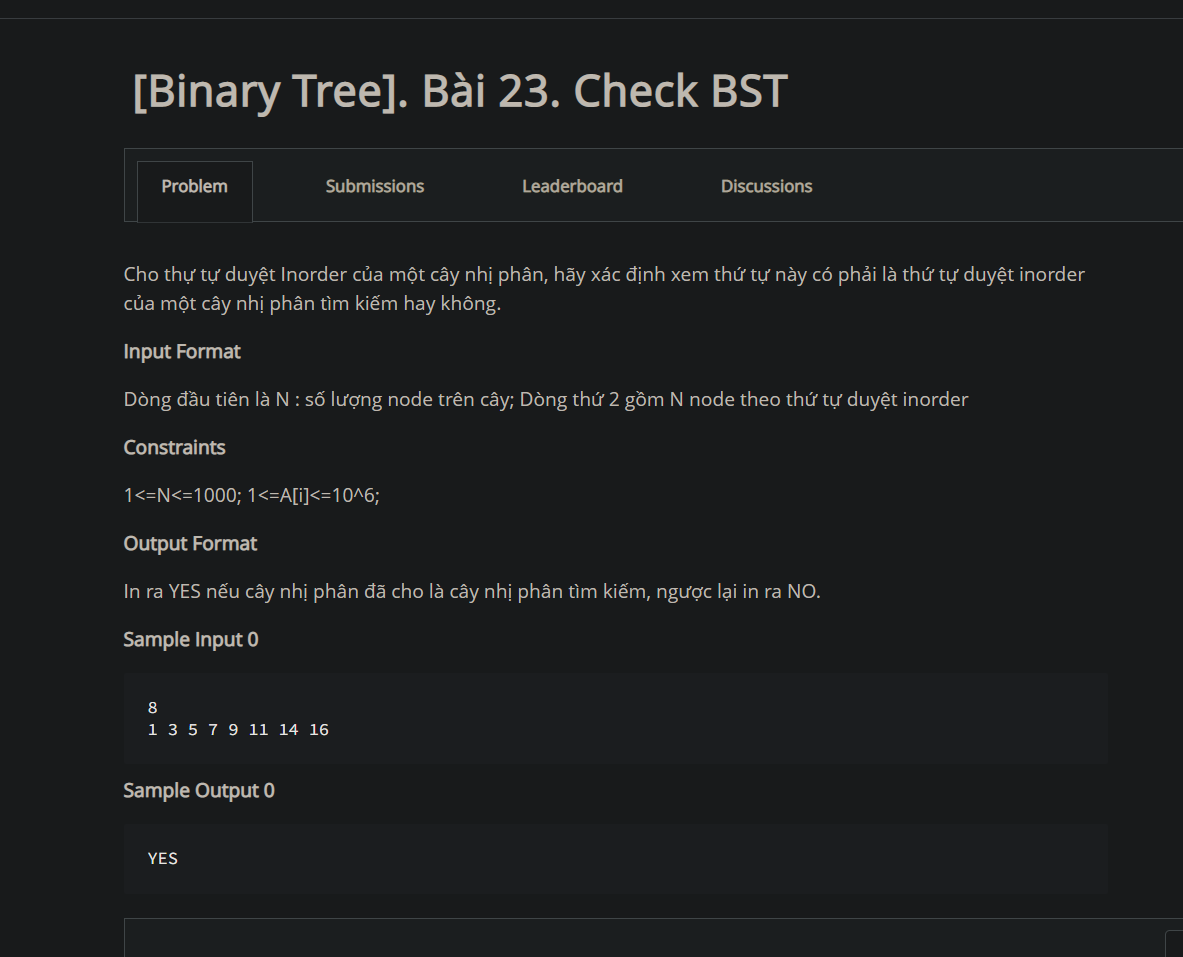 [Binary Tree]. Bài 23. Check BST
Problem
Submissions
Leaderboard
Discussions
Cho thự tự duyệt Inorder của một cây nhị phân, hãy xác định xem thứ tự này có phải là thứ tự duyệt inorder
của một cây nhị phân tìm kiếm hay không.
Input Format
Dòng đầu tiên là N : số lượng node trên cây; Dòng thứ 2 gồm N node theo thứ tự duyệt inorder
Constraints
1<=N<=1000; 1<=A[i]<=10^6;
Output Format
In ra YES nếu cây nhị phân đã cho là cây nhị phân tìm kiếm, ngược lại in ra NO.
Sample Input 0
8
1 3 5 7 9 11 14 16
Sample Output 0
YES